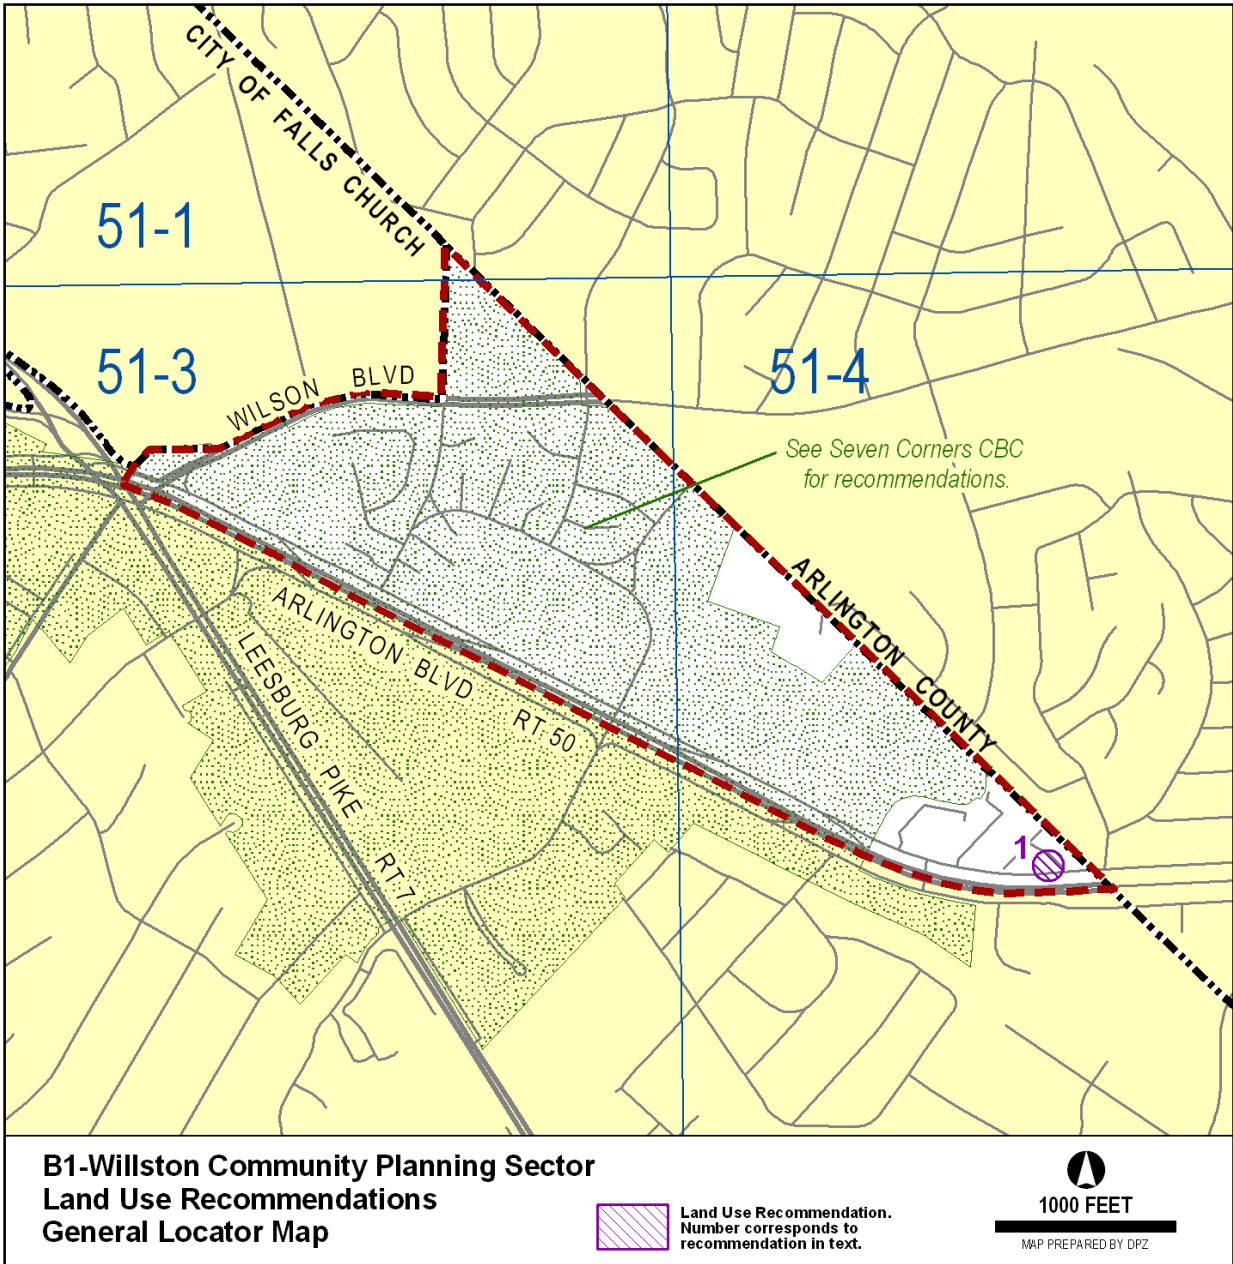 CITY OF FALLS CHURCH
51-1
51-3
51-4
WILSON BLVD
See Seven Corners CBC
for recommendations.
ARLINGTON COUNTY
ARLINGTON BLVD
RT 50
LEESBURG PIKE
RT 7
1
B1-Willston Community Planning Sector
Land Use Recommendations
General Locator Map
Land Use Recommendation.
Number corresponds to
recommendation in text.
1000 FEET
MAP PREPARED BY DPZ